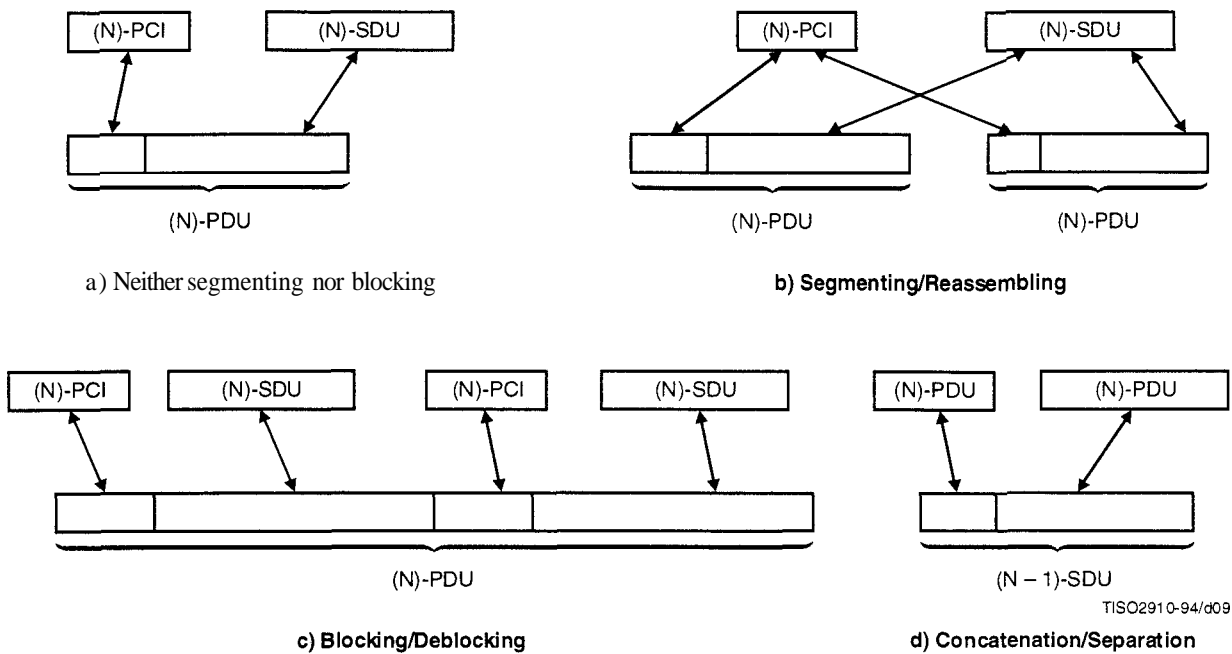 (N)-PCI
(N)-SDU
(N)-PDU
a) Neither segmenting nor blocking
(N)-PCI
(N)-SDU
(N)-PDU
(N)-PDU
b) Segmenting/Reassembling
(N)-PCI
(N)-SDU
(N)-PCI
(N)-SDU
(N)-PDU
c) Blocking/Deblocking
(N)-PDU
(N)-PDU
(N – 1)-SDU
TISO2910-94/d09
d) Concatenation/Separation